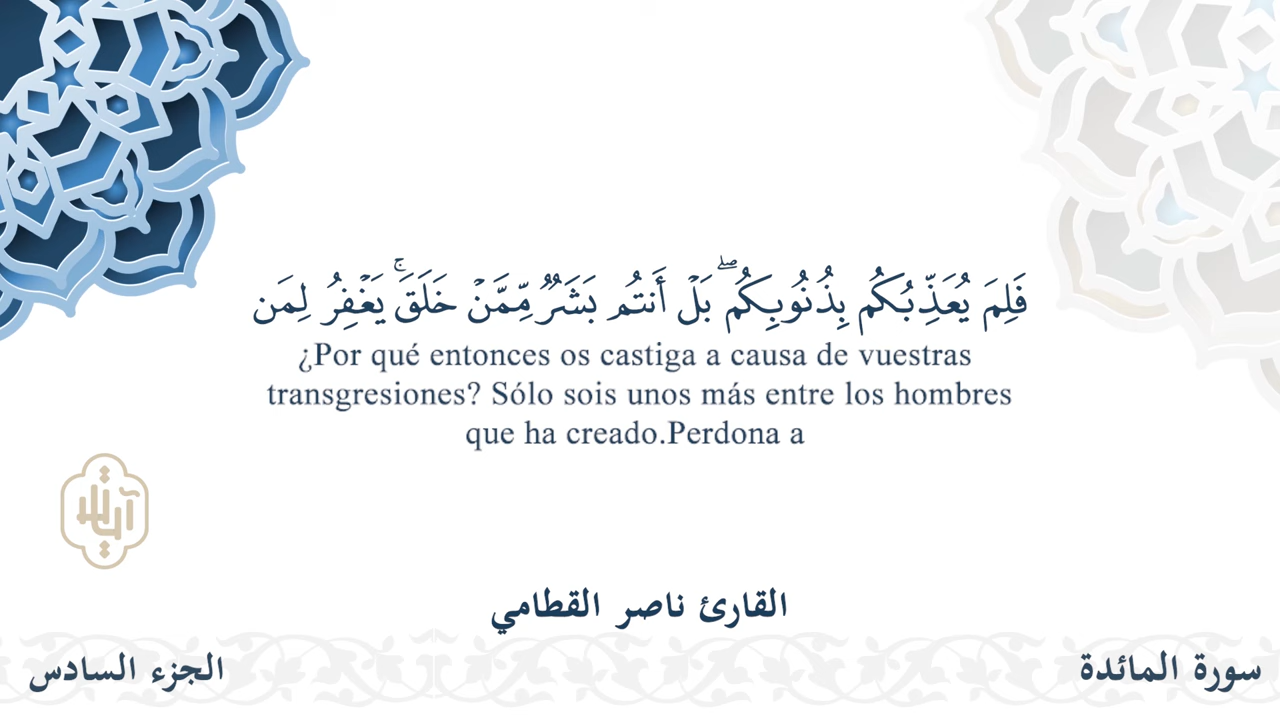 فَلِمَ يُعَذِّبُكُم بِذُنُوبِكُمۖ بَلۡ أَنتُم بَشَرٞ مِّمَّنۡ خَلَقَۚ يَغۡفِرُ لِمَن
¿Por qué entonces os castiga a causa de vuestras
transgresiones? Sólo sois unos más entre los hombres
que ha creado.Perdona a
القارئ ناصر القطامي
سورة المائدة
الجزء السادس